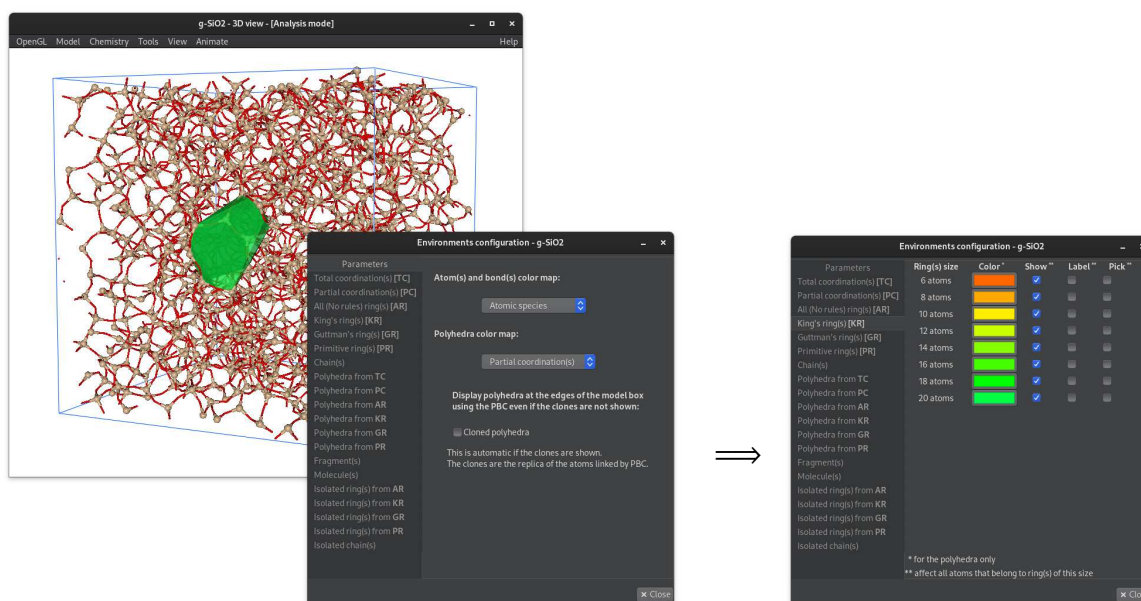 g-SiO2 - 3D view - [Analysis mode]
OpenGL Model Chemistry Tools View Animate Help
Environments configuration - g-SiO2
Parameters
Total coordination(s) [TC]
Partial coordination(s) [PC]
All (No rules) ring(s) [AR]
King's ring(s) [KR]
Guttman's ring(s) [GR]
Primitive ring(s) [PR]
Chain(s)
Polyhedra from TC
Polyhedra from PC
Polyhedra from AR
Polyhedra from KR
Polyhedra from GR
Polyhedra from PR
Fragment(s)
Molecule(s)
Isolated ring(s) from AR
Isolated ring(s) from KR
Isolated ring(s) from GR
Isolated ring(s) from PR
Isolated chain(s)
Atom(s) and bond(s) color map:
Atomic species
Polyhedra color map:
Partial coordination(s)
Display polyhedra at the edges of the model box
using the PBC even if the clones are not shown:
Cloned polyhedra
This is automatic if the clones are shown.
The clones are the replica of the atoms linked by PBC.
× Close
⟹
Environments configuration - g-SiO2
Parameters
Total coordination(s) [TC]
Partial coordination(s) [PC]
All (No rules) ring(s) [AR]
King's ring(s) [KR]
Guttman's ring(s) [GR]
Primitive ring(s) [PR]
Chain(s)
Polyhedra from TC
Polyhedra from PC
Polyhedra from AR
Polyhedra from KR
Polyhedra from GR
Polyhedra from PR
Fragment(s)
Molecule(s)
Isolated ring(s) from AR
Isolated ring(s) from KR
Isolated ring(s) from GR
Isolated ring(s) from PR
Isolated chain(s)
Ring(s) size Color * Show ** Label ** Pick **
6 atoms
8 atoms
10 atoms
12 atoms
14 atoms
16 atoms
18 atoms
20 atoms
* for the polyhedra only
** affect all atoms that belong to ring(s) of this size
× Clo